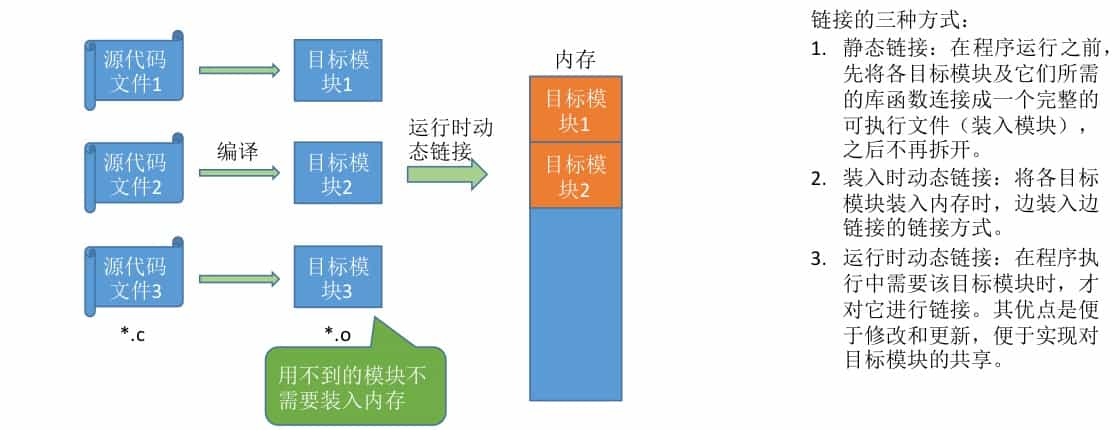 源代码
文件1
目标模
块1
源代码
文件2
编译
目标模
块2
源代码
文件3
目标模
块3
*.c
*.o
用不到的模块不
需要装入内存
运行时动
态链接
内存
目标模
块1
目标模
块2
链接的三种方式：
1. 静态链接：在程序运行之前，
先将各目标模块及它们所需
的库函数连接成一个完整的
可执行文件（装入模块），
之后不再拆开。
2. 装入时动态链接：将各目标
模块装入内存时，边装入边
链接的链接方式。
3. 运行时动态链接：在程序执
行中需要该目标模块时，才
对它进行链接。其优点是便
于修改和更新，便于实现对
目标模块的共享。